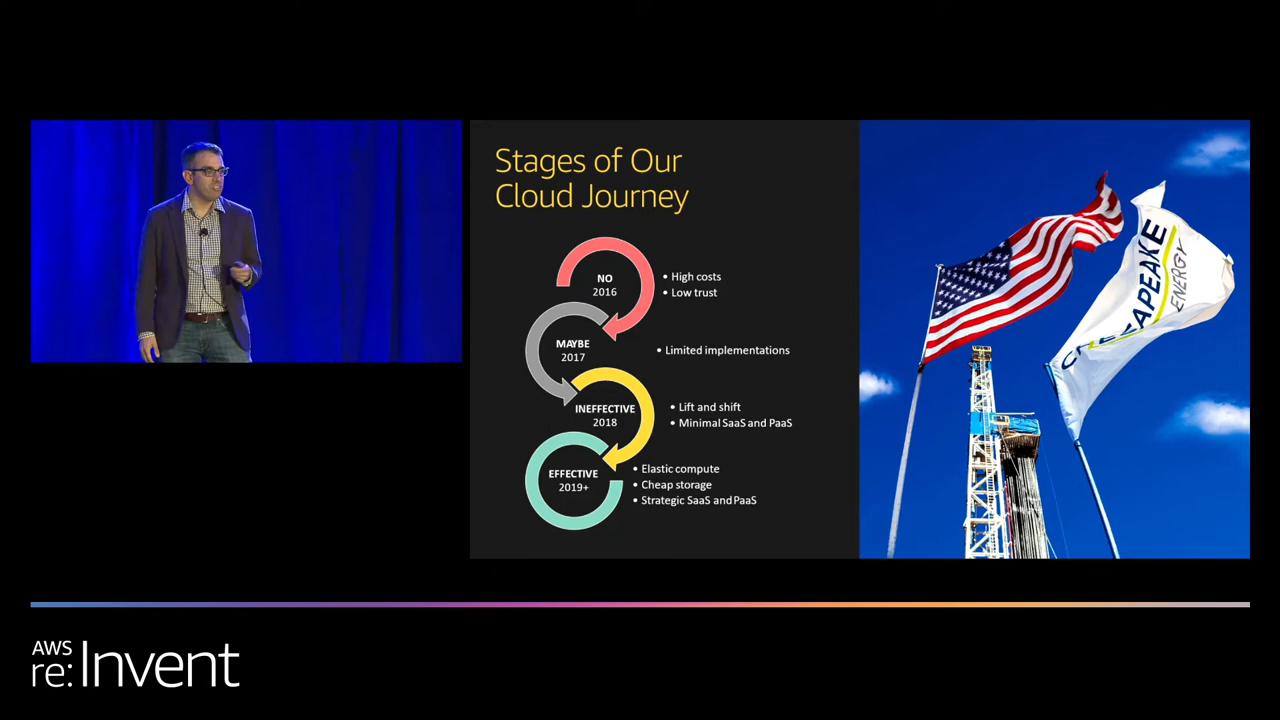 Stages of Our
Cloud Journey
NO
2016
• High costs
• Low trust
MAYBE
2017
• Limited implementations
INEFFECTIVE
2018
• Lift and shift
• Minimal SaaS and PaaS
EFFECTIVE
2019+
• Elastic compute
• Cheap storage
• Strategic SaaS and PaaS
CHESAPEAKE
ENERGY
AWS
re:Invent